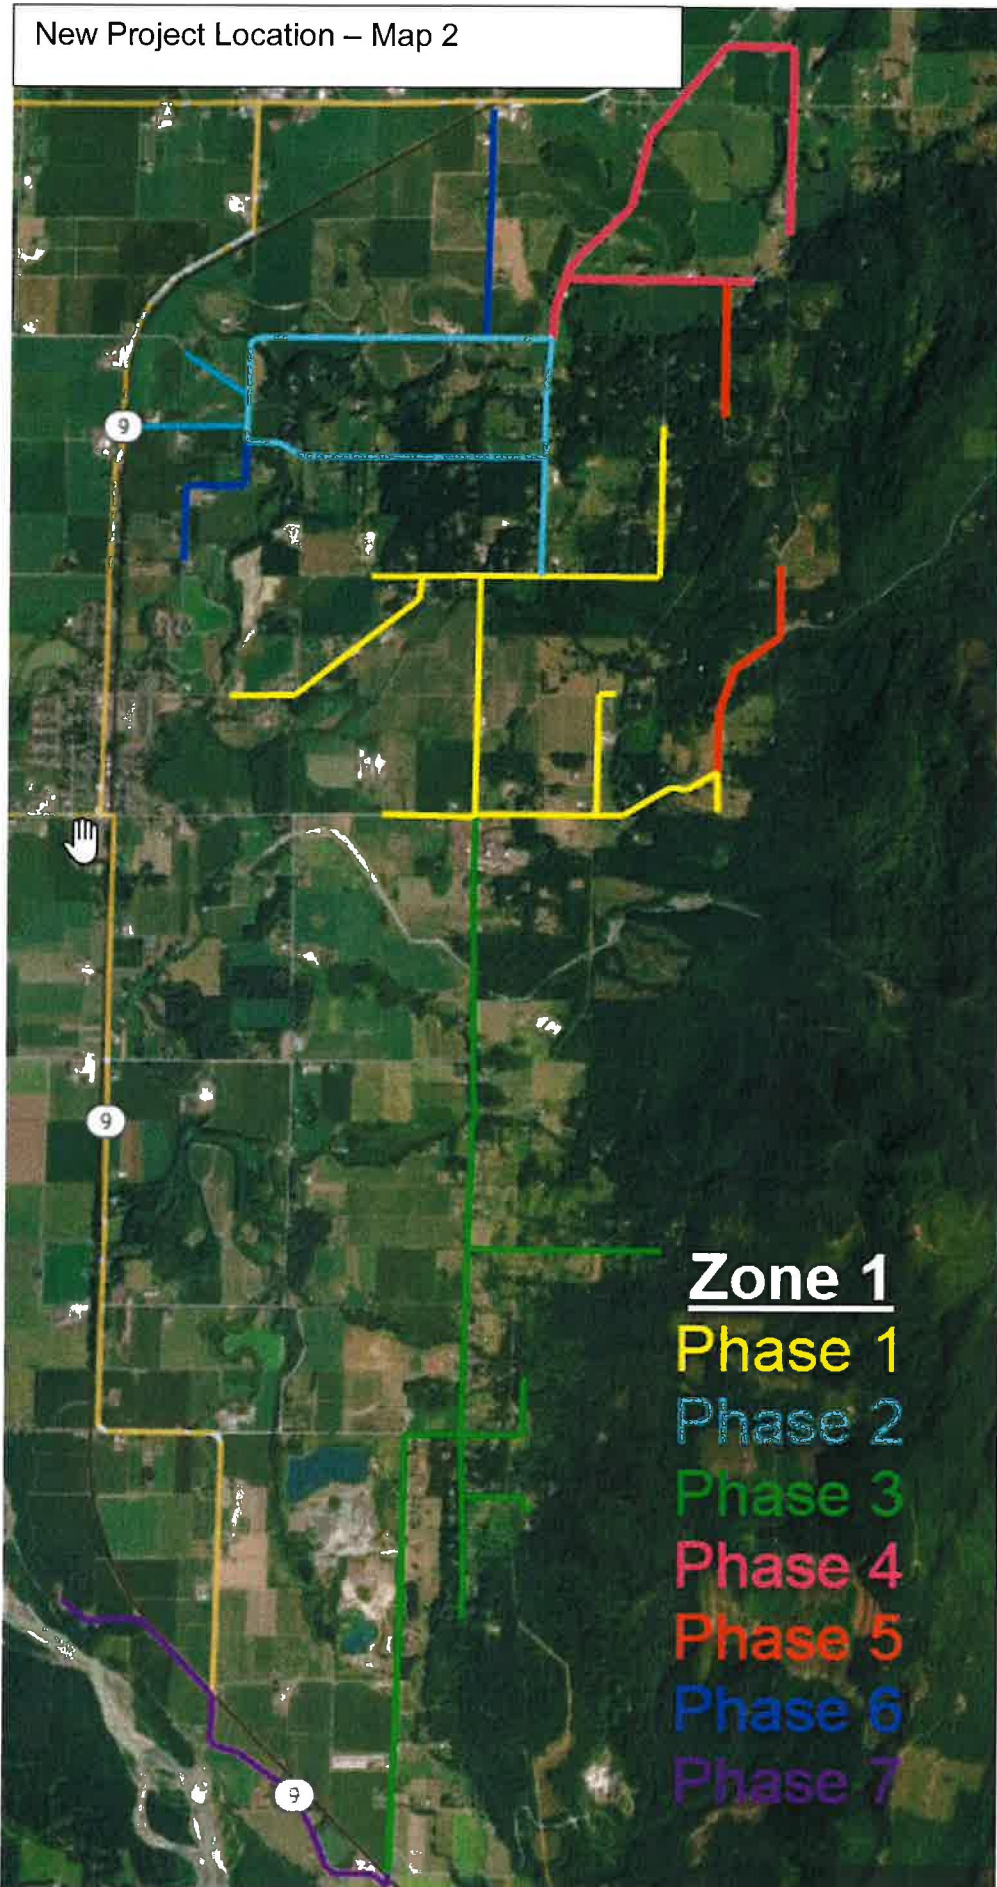 New Project Location – Map 2
9
9
Zone 1
Phase 1
Phase 2
Phase 3
Phase 4
Phase 5
Phase 6
Phase 7
9